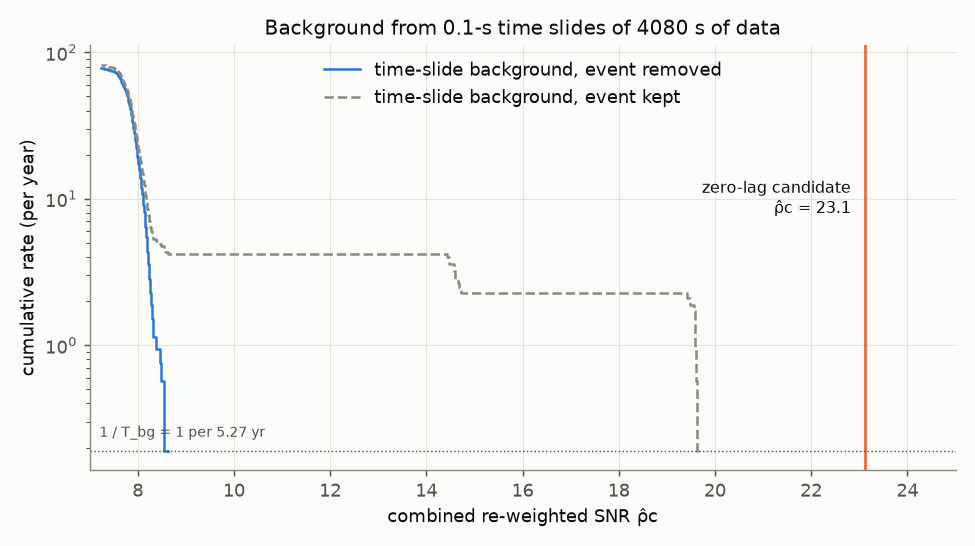 Background from 0.1-s time slides of 4080 s of data
time-slide background, event removed
time-slide background, event kept
zero-lag candidate
ρ̂c = 23.1
1 / T_bg = 1 per 5.27 yr
cumulative rate (per year)
10²
10¹
10⁰
8 10 12 14 16 18 20 22 24
combined re-weighted SNR ρ̂c